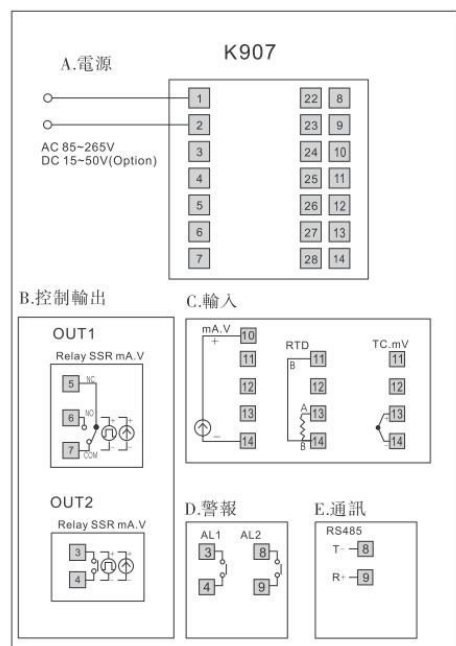 K907
A.電源
1 22 8
2 23 9
AC 85~265V
DC 15~50V(Option)
3 24 10
4 25 11
5 26 12
6 27 13
7 28 14
B.控制輸出
OUT1
Relay SSR mA.V
5 NC
6 NO
7 COM
+ +
- -
OUT2
Relay SSR mA.V
3
4
+ +
- -
C.輸入
mA.V
+
10
11
12
13
- 14
RTD
B 11
12
A 13
B 14
TC.mV
11
12
- 13
+ 14
D.警報
AL1 AL2
3 8
4 9
E.通訊
RS485
T- 8
R+ 9